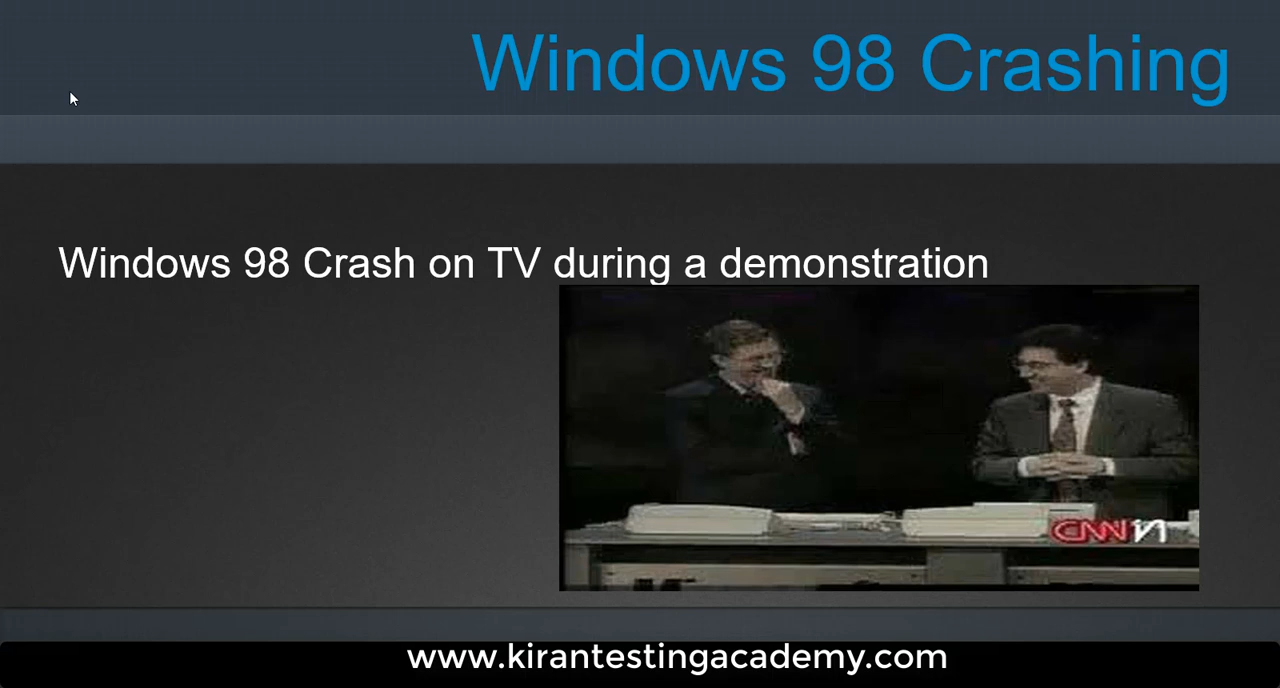 Windows 98 Crashing
Windows 98 Crash on TV during a demonstration
CNN
www.kirantestingacademy.com